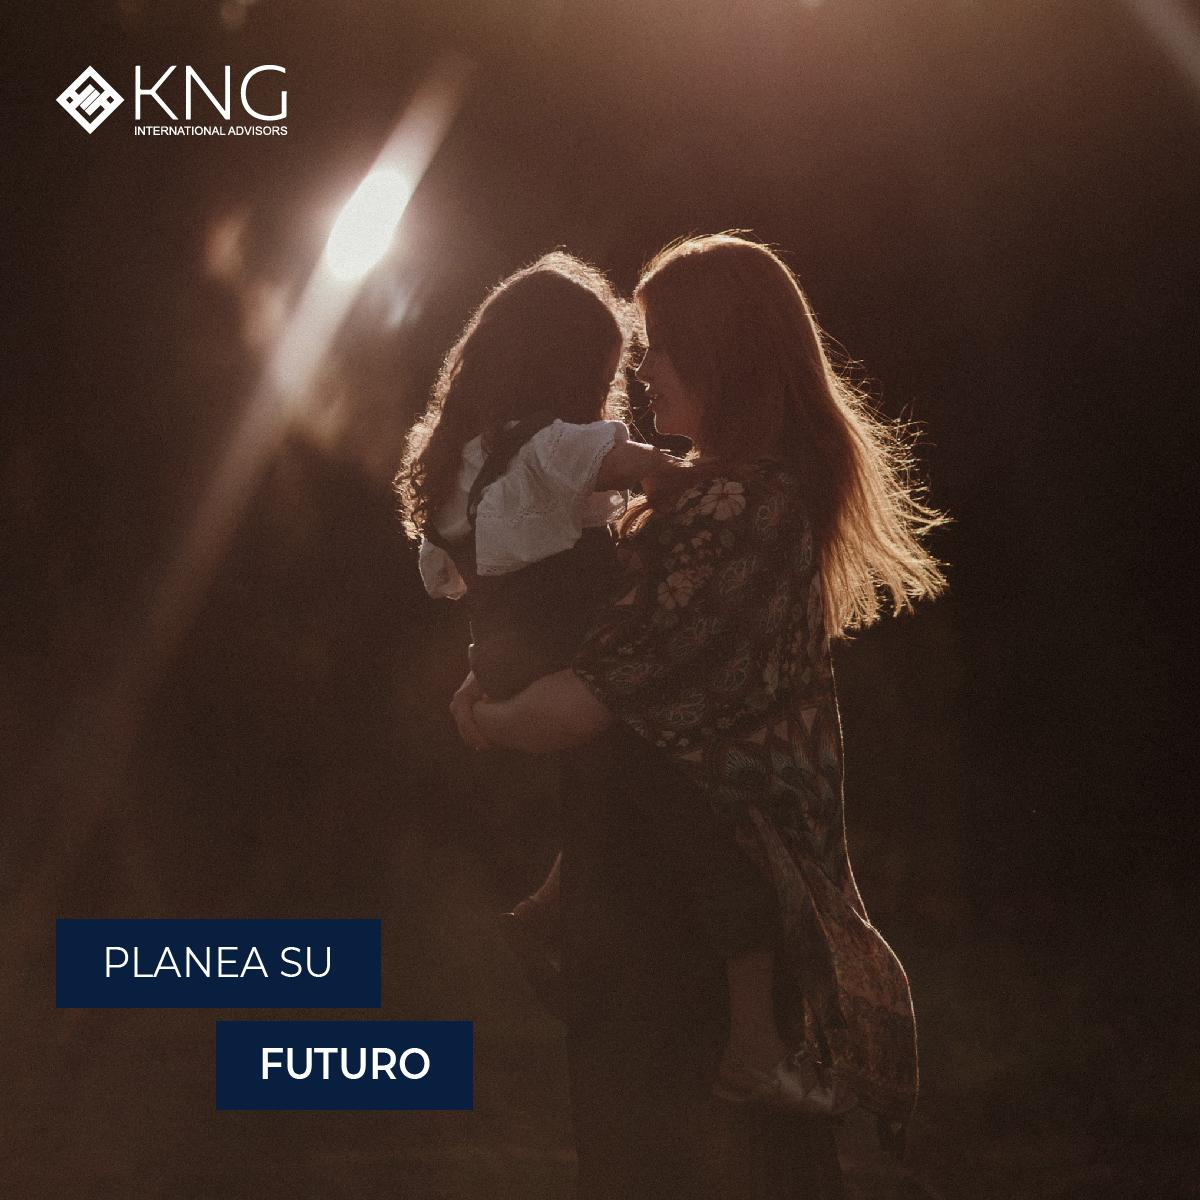 KNG
INTERNATIONAL ADVISORS
PLANEA SU
FUTURO